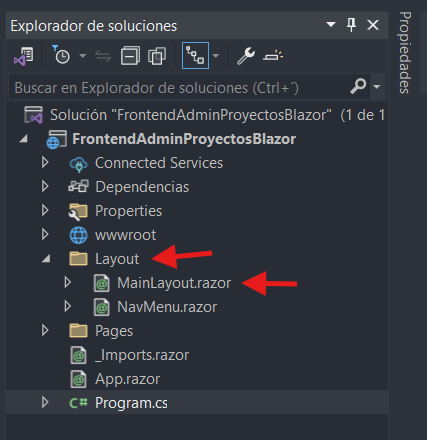 Explorador de soluciones
Buscar en Explorador de soluciones (Ctrl+´)
Solución "FrontendAdminProyectosBlazor" (1 de 1
FrontendAdminProyectosBlazor
Connected Services
Dependencias
Properties
wwwroot
Layout
MainLayout.razor
NavMenu.razor
Pages
_Imports.razor
App.razor
C# Program.cs
Propiedades